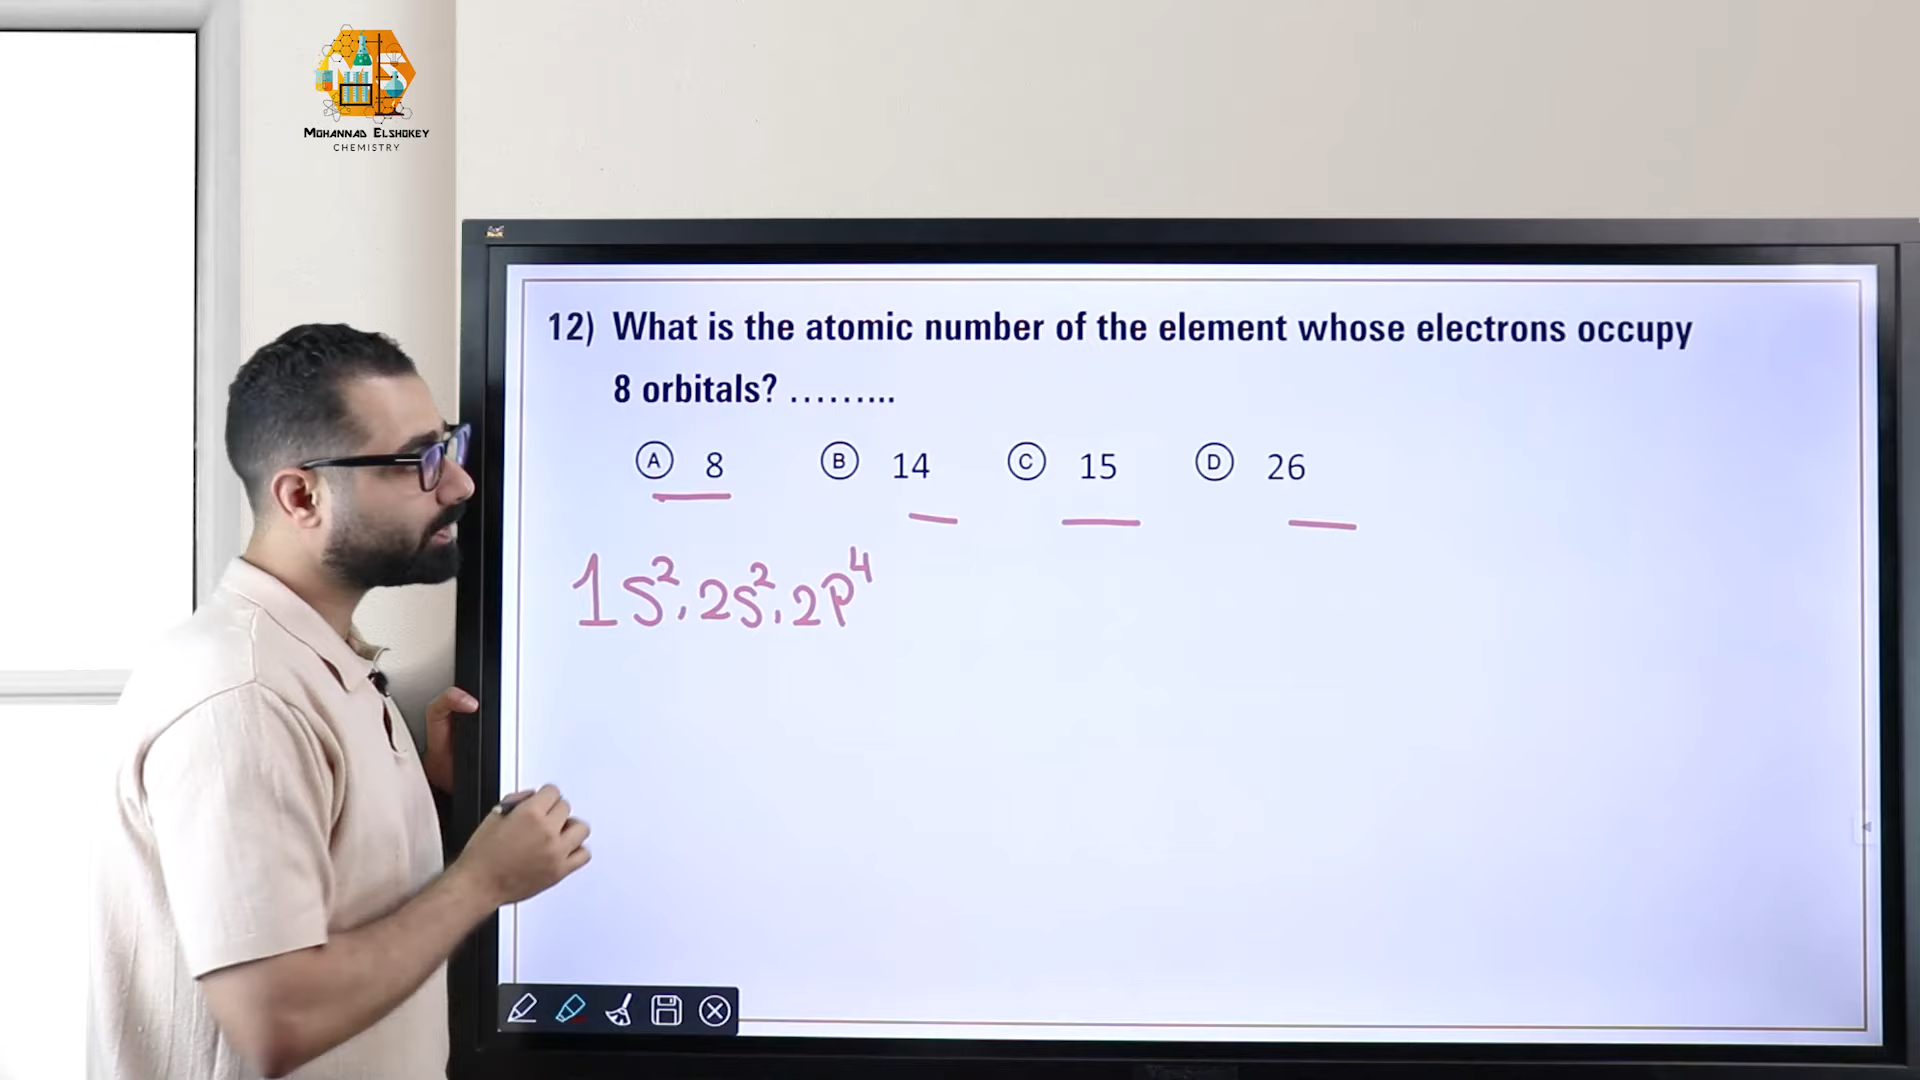 MS
MOHANNAD ELSHOKEY
CHEMISTRY
12) What is the atomic number of the element whose electrons occupy
8 orbitals? .........
A 8 B 14 C 15 D 26
1s², 2s², 2p⁴